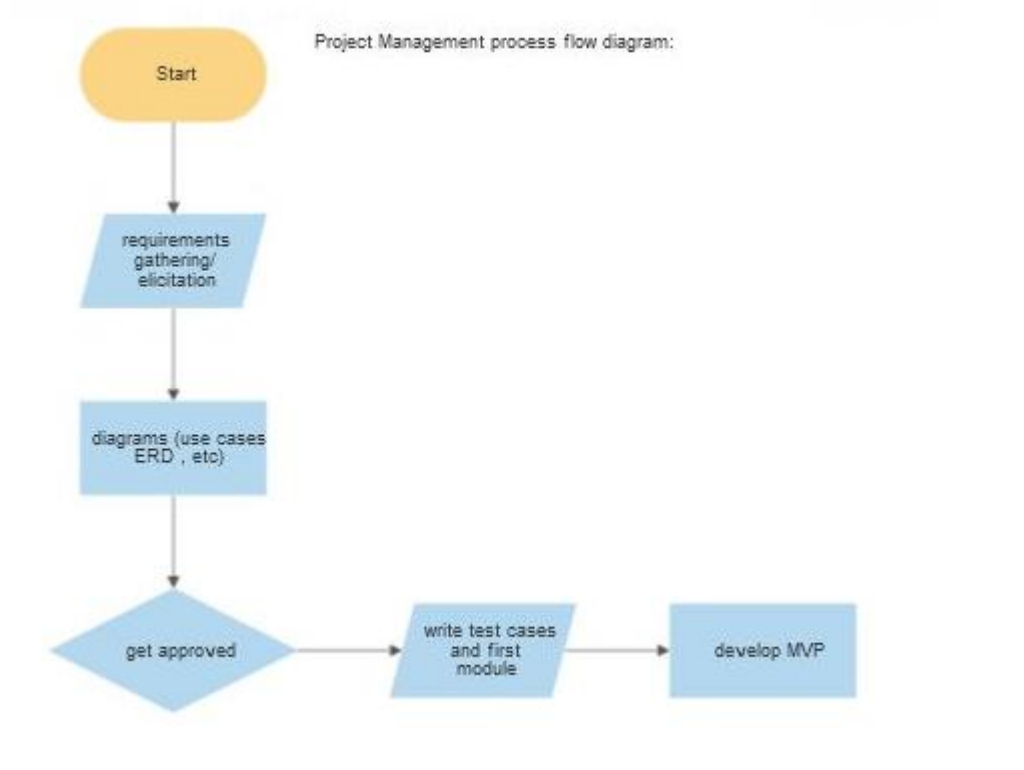 Project Management process flow diagram:
Start
requirements
gathering/
elicitation
diagrams (use cases
ERD , etc)
get approved
write test cases
and first
module
develop MVP